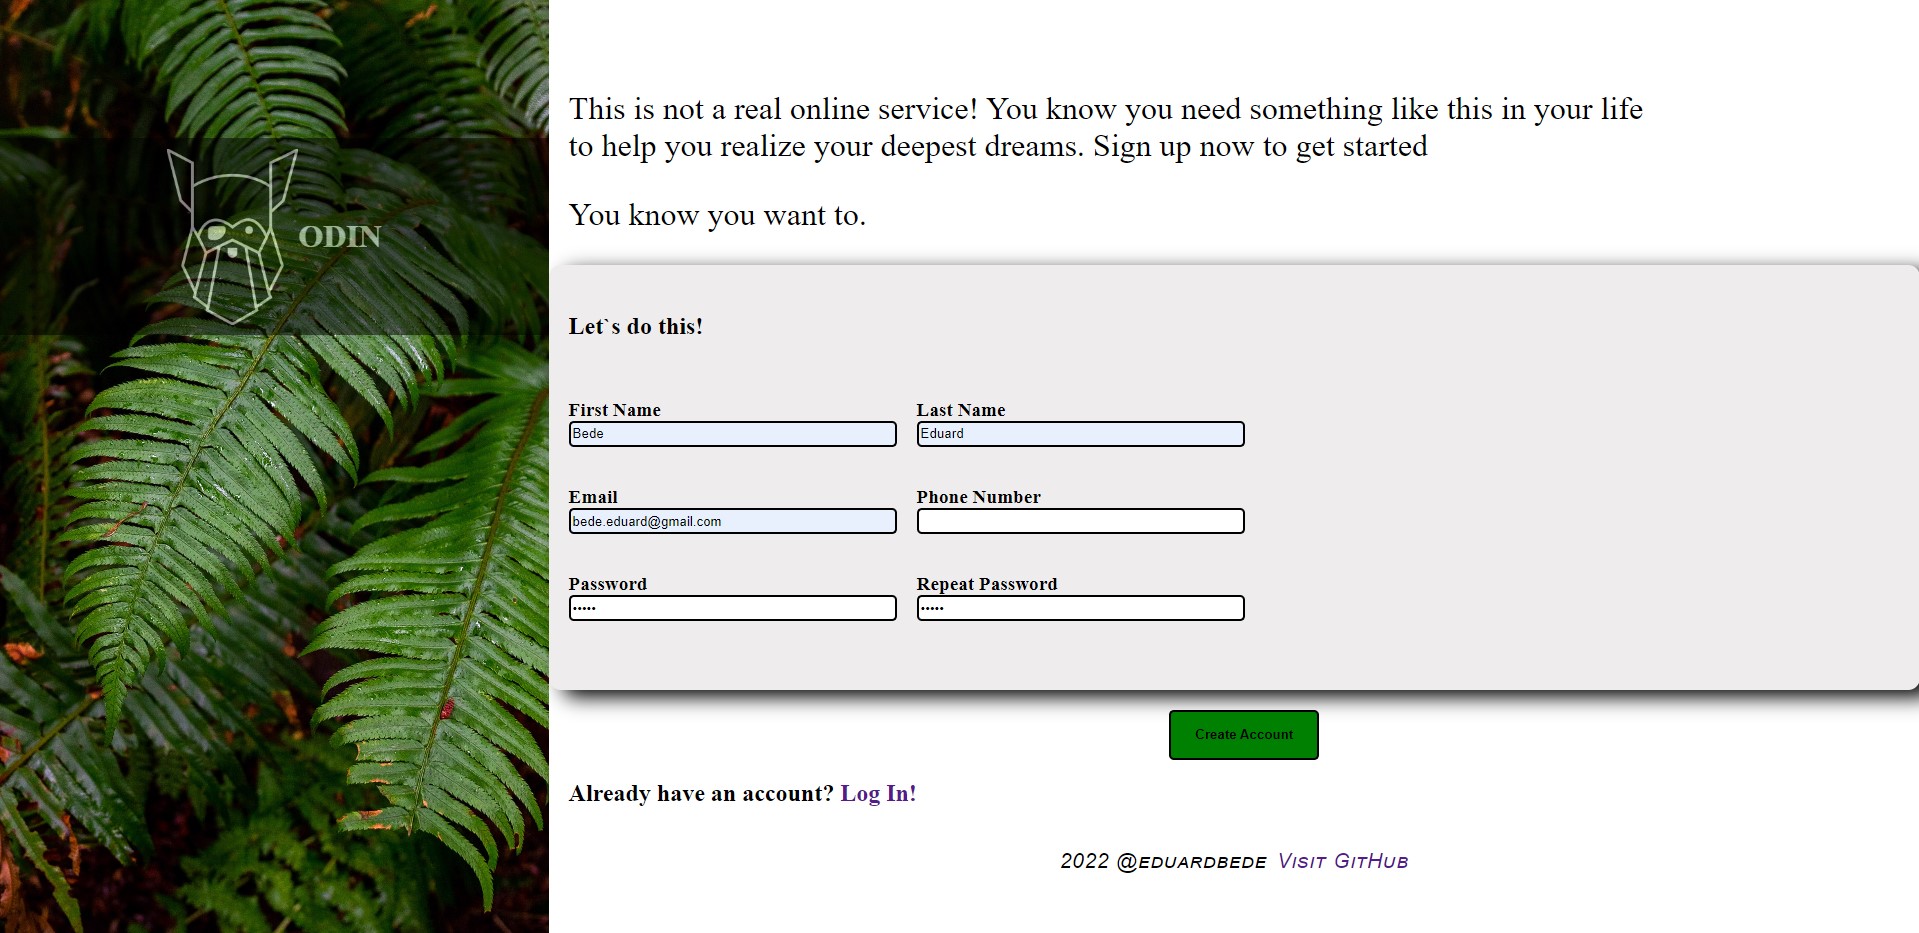 ODIN
This is not a real online service! You know you need something like this in your life
to help you realize your deepest dreams. Sign up now to get started
You know you want to.
Let`s do this!
First Name Last Name
Bede Eduard
Email Phone Number
bede.eduard@gmail.com
Password Repeat Password
••••• •••••
Create Account
Already have an account? Log In!
2022 @eduardbede Visit GitHub